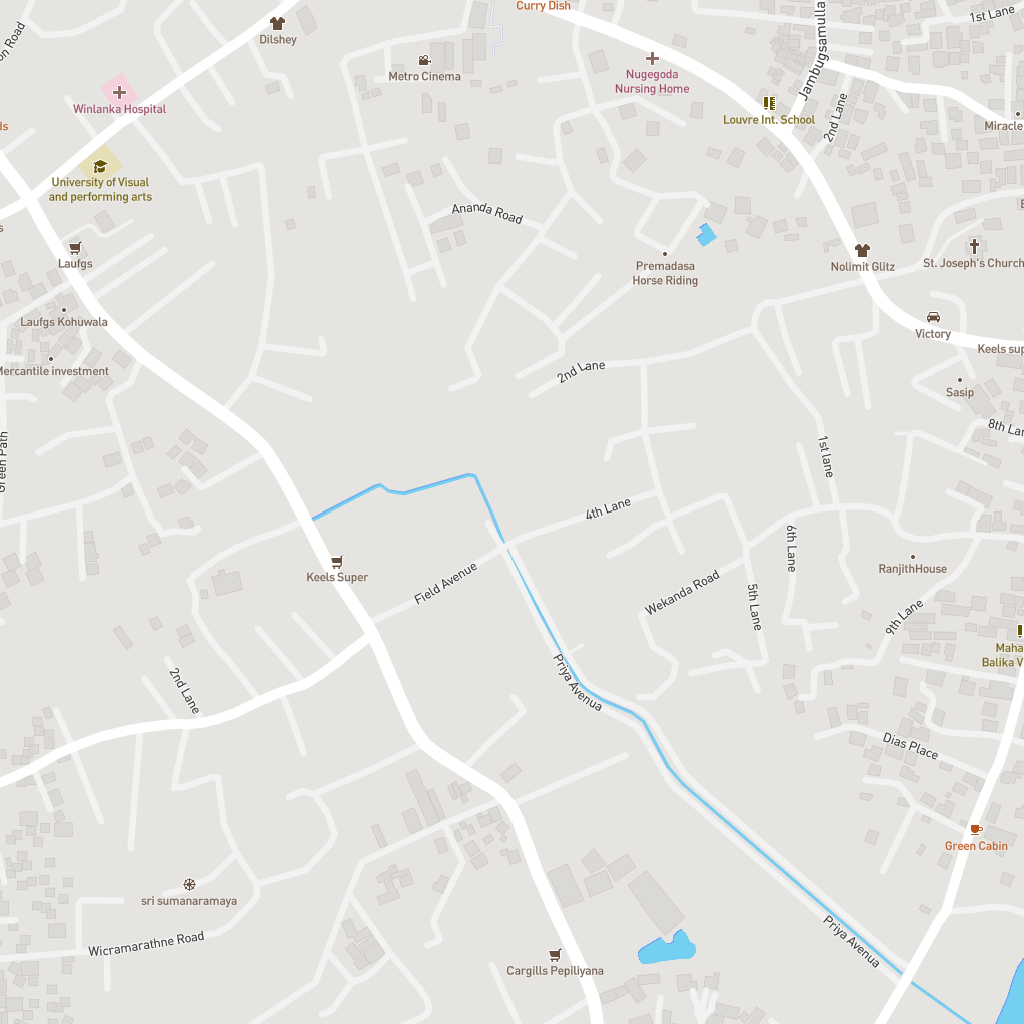 Curry Dish
1st Lane
Dilshey
Jambugsamulla
Metro Cinema
Nugegoda
Nursing Home
Winlanka Hospital
Louvre Int. School
2nd Lane
Miracle
University of Visual
and performing arts
Ananda Road
Laufgs
Premadasa
Horse Riding
Nolimit Glitz
St. Joseph's Church
Laufgs Kohuwala
Victory
Keels sup
Mercantile investment
2nd Lane
Sasip
8th Lan
Green Path
1st lane
4th Lane
6th Lane
Keels Super
Field Avenue
RanjithHouse
Wekanda Road
5th Lane
9th Lane
Maha
Balika V
2nd Lane
Priya Avenua
Dias Place
Green Cabin
sri sumanaramaya
Wicramarathne Road
Priya Avenua
Cargills Pepiliyana